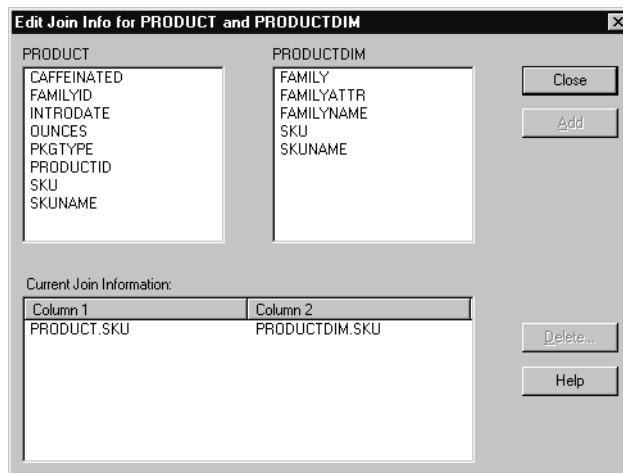 Edit Join Info for PRODUCT and PRODUCTDIM
PRODUCT
CAFFEINATED
FAMILYID
INTRODATE
OUNCES
PKGTYPE
PRODUCTID
SKU
SKUNAME
PRODUCTDIM
FAMILY
FAMILYATTR
FAMILYNAME
SKU
SKUNAME
Close
Add
Current Join Information:
Column 1 Column 2
PRODUCT.SKU PRODUCTDIM.SKU
Delete...
Help